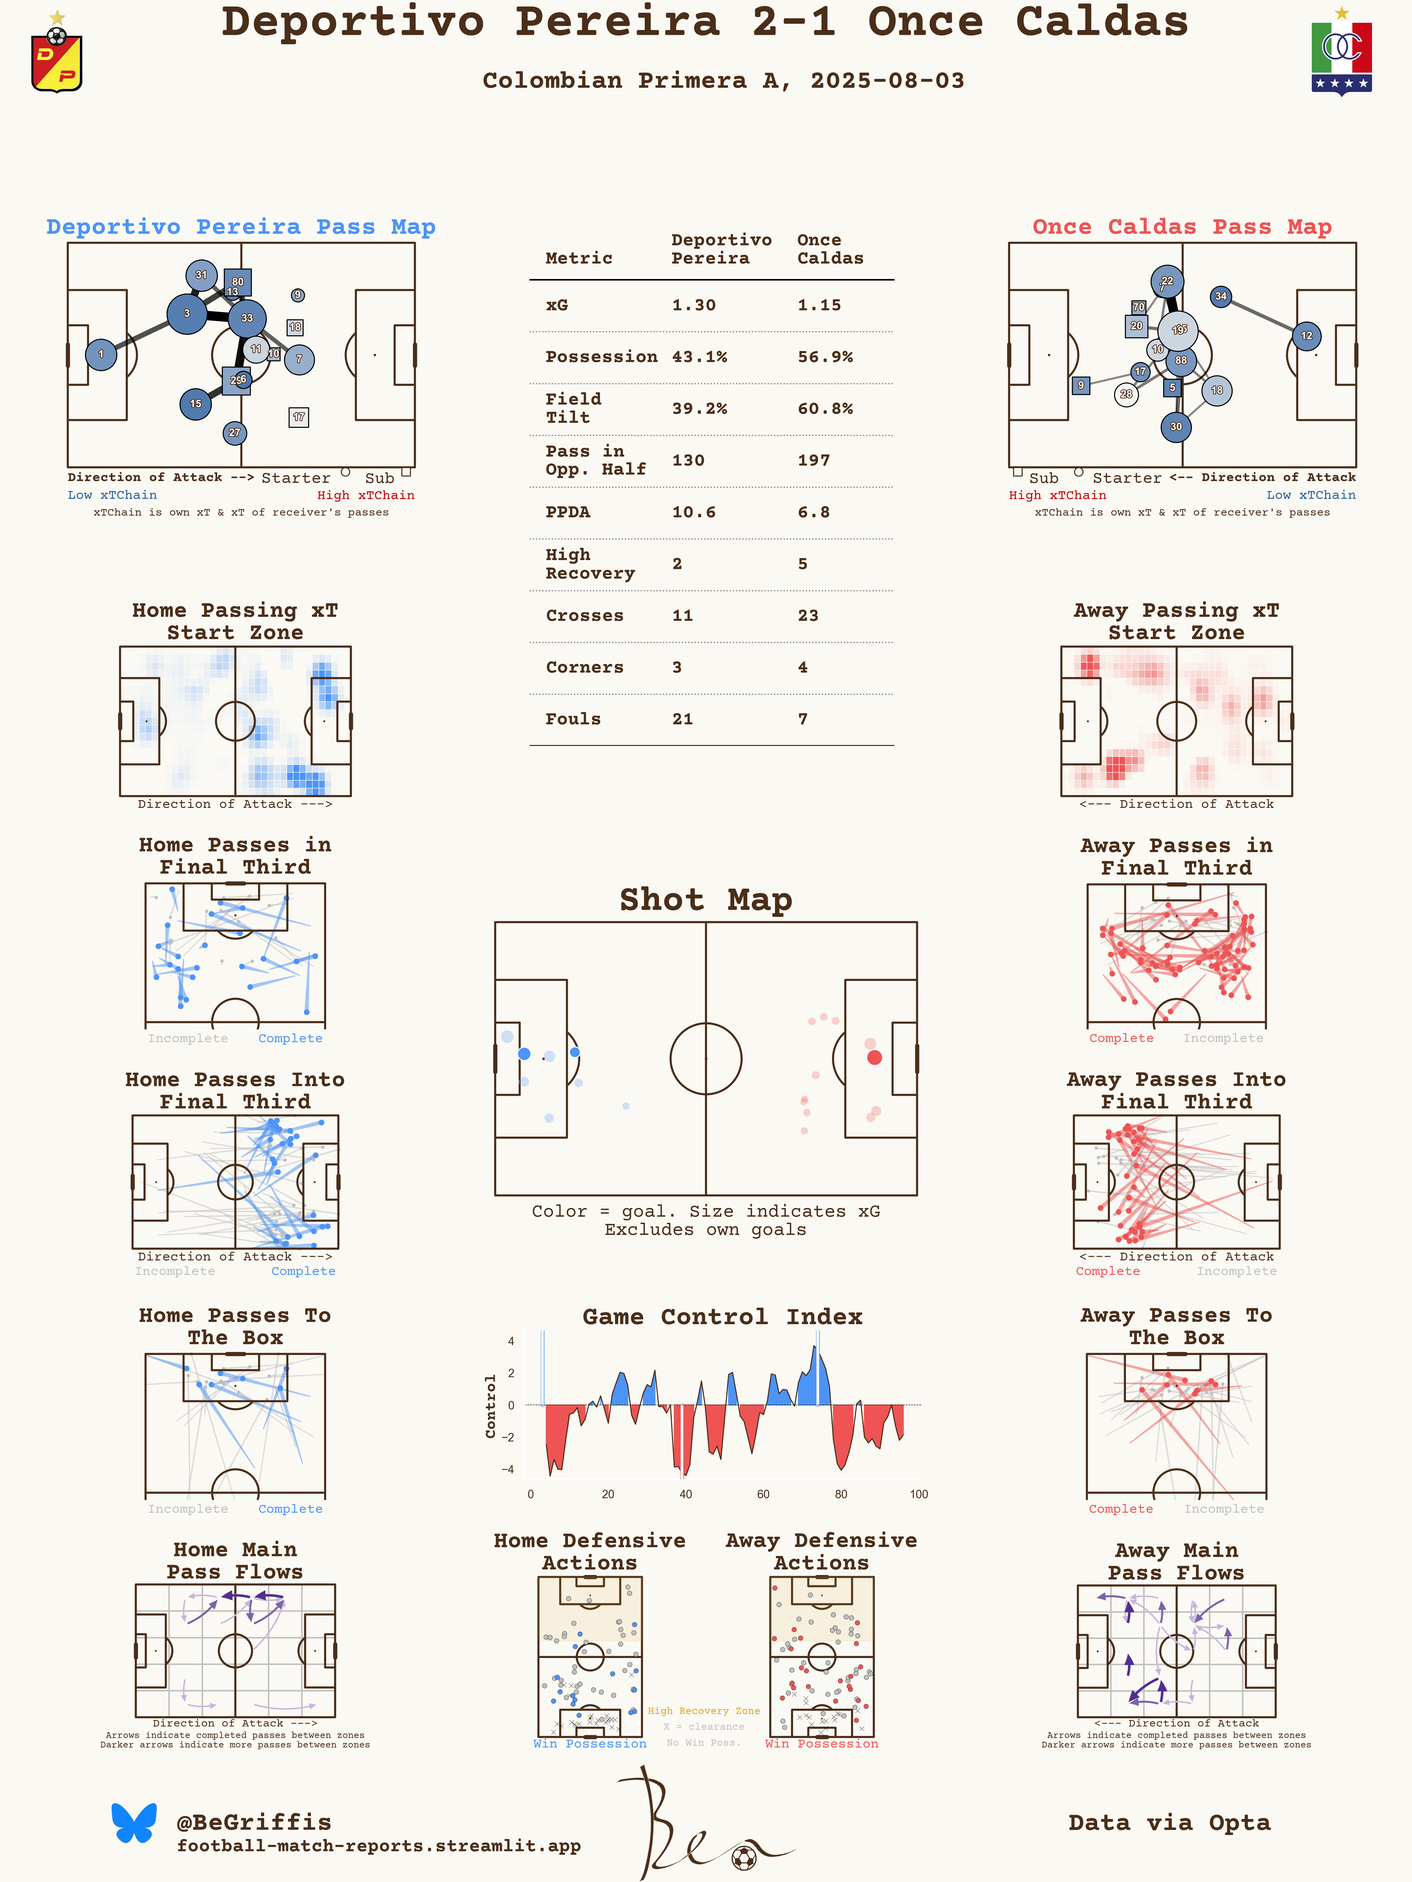 Deportivo Pereira 2-1 Once Caldas
Colombian Primera A, 2025-08-03
DP
OC
Deportivo Pereira Pass Map
31
80
13
9
3
33
18
11
10
7
1
6
15
17
27
Direction of Attack --> Starter Sub
Low xTChain High xTChain
xTChain is own xT & xT of receiver's passes
Metric Deportivo Pereira Once Caldas
xG 1.30 1.15
Possession 43.1% 56.9%
Field Tilt 39.2% 60.8%
Pass in Opp. Half 130 197
PPDA 10.6 6.8
High Recovery 2 5
Crosses 11 23
Corners 3 4
Fouls 21 7
Once Caldas Pass Map
22
34
70
20
19
12
10
88
17
9
5
28
18
30
Sub Starter <-- Direction of Attack
High xTChain Low xTChain
xTChain is own xT & xT of receiver's passes
Home Passing xT
Start Zone
Direction of Attack --->
Away Passing xT
Start Zone
<--- Direction of Attack
Home Passes in
Final Third
Incomplete Complete
Away Passes in
Final Third
Complete Incomplete
Shot Map
Color = goal. Size indicates xG
Excludes own goals
Home Passes Into
Final Third
Direction of Attack --->
Incomplete Complete
Away Passes Into
Final Third
<--- Direction of Attack
Complete Incomplete
Home Passes To
The Box
Incomplete Complete
Game Control Index
Control
4
2
0
−2
−4
0 20 40 60 80 100
Away Passes To
The Box
Complete Incomplete
Home Main
Pass Flows
Direction of Attack --->
Arrows indicate completed passes between zones
Darker arrows indicate more passes between zones
Home Defensive
Actions
Win Possession
Away Defensive
Actions
Win Possession
High Recovery Zone
X = clearance
No Win Poss.
Away Main
Pass Flows
<--- Direction of Attack
Arrows indicate completed passes between zones
Darker arrows indicate more passes between zones
@BeGriffis
football-match-reports.streamlit.app
Ben
Data via Opta